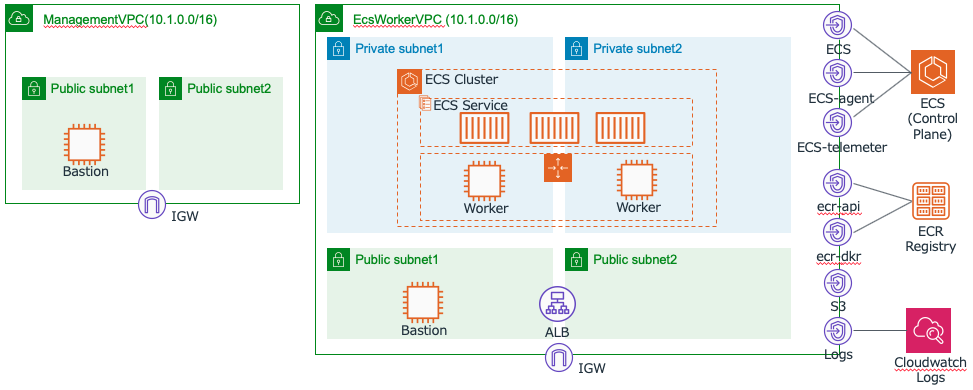 ManagementVPC(10.1.0.0/16)
Public subnet1
Public subnet2
Bastion
IGW
EcsWorkerVPC (10.1.0.0/16)
Private subnet1
Private subnet2
ECS Cluster
ECS Service
Worker
Worker
Public subnet1
Public subnet2
Bastion
ALB
IGW
ECS
ECS-agent
ECS-telemeter
ecr-api
ecr-dkr
S3
Logs
ECS
(Control
Plane)
ECR
Registry
Cloudwatch
Logs